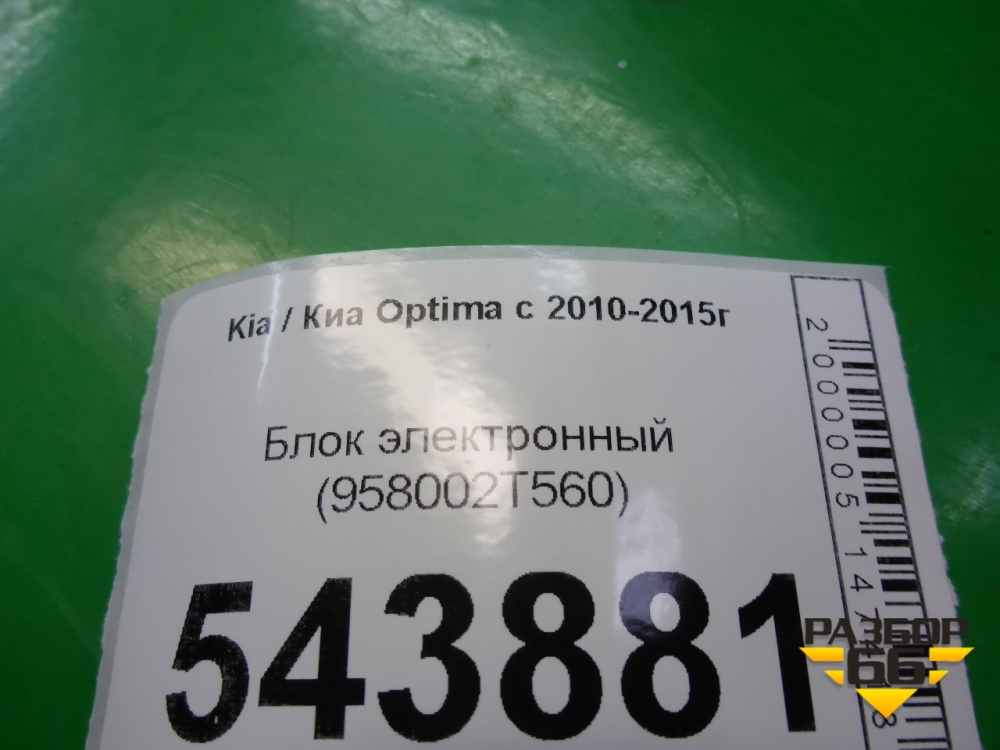 Kia / Киа Optima с 2010-2015г
Блок электронный
(958002T560)
543881
РАЗБОР
66